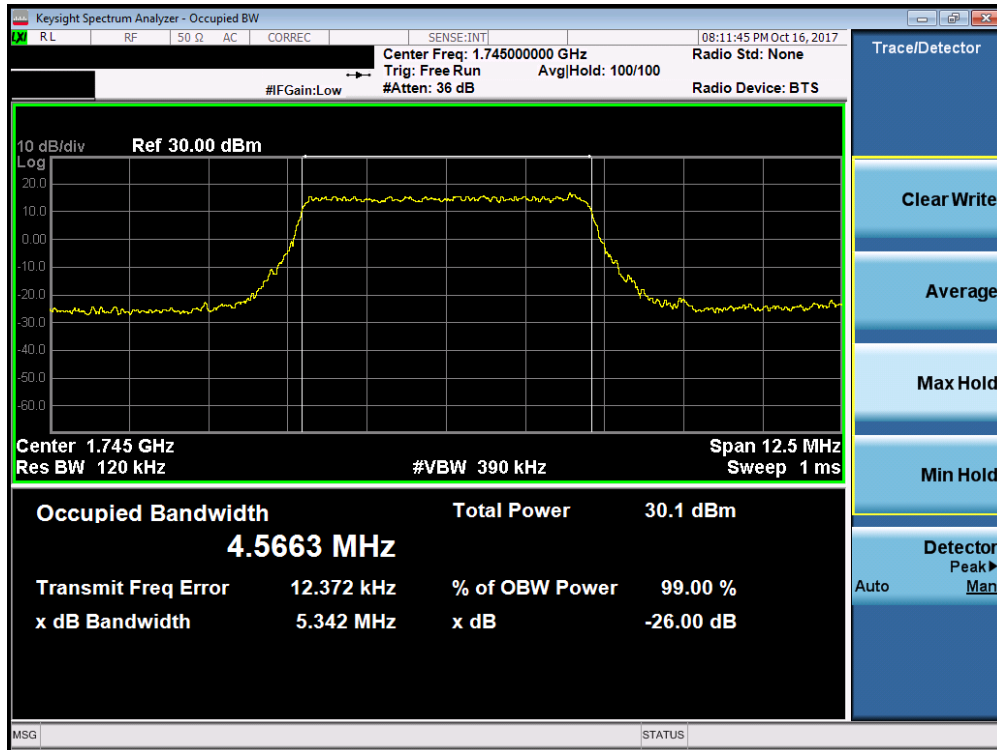 Keysight Spectrum Analyzer - Occupied BW
LXI RL RF 50 Ω AC CORREC SENSE:INT 08:11:45 PM Oct 16, 2017
Center Freq: 1.745000000 GHz Radio Std: None
Trig: Free Run Avg|Hold: 100/100
#IFGain:Low #Atten: 36 dB Radio Device: BTS
Trace/Detector
10 dB/div Ref 30.00 dBm
Log
20.0
10.0
0.00
-10.0
-20.0
-30.0
-40.0
-50.0
-60.0
Center 1.745 GHz Span 12.5 MHz
Res BW 120 kHz #VBW 390 kHz Sweep 1 ms
Occupied Bandwidth Total Power 30.1 dBm
4.5663 MHz
Transmit Freq Error 12.372 kHz % of OBW Power 99.00 %
x dB Bandwidth 5.342 MHz x dB -26.00 dB
Clear Write
Average
Max Hold
Min Hold
Detector
Peak▶
Auto Man
MSG STATUS